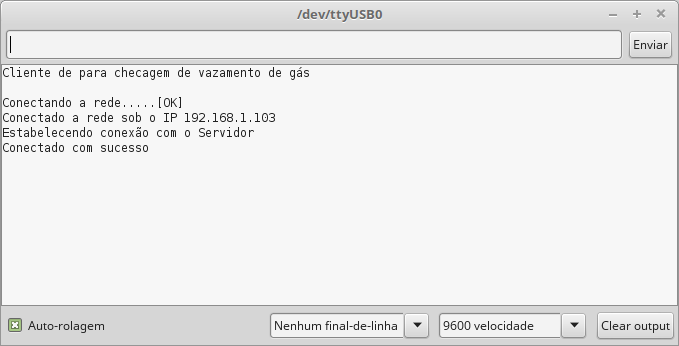 /dev/ttyUSB0
Enviar
Cliente de para checagem de vazamento de gás
Conectando a rede.....[OK]
Conectado a rede sob o IP 192.168.1.103
Estabelecendo conexão com o Servidor
Conectado com sucesso
Auto-rolagem
Nenhum final-de-linha
9600 velocidade
Clear output